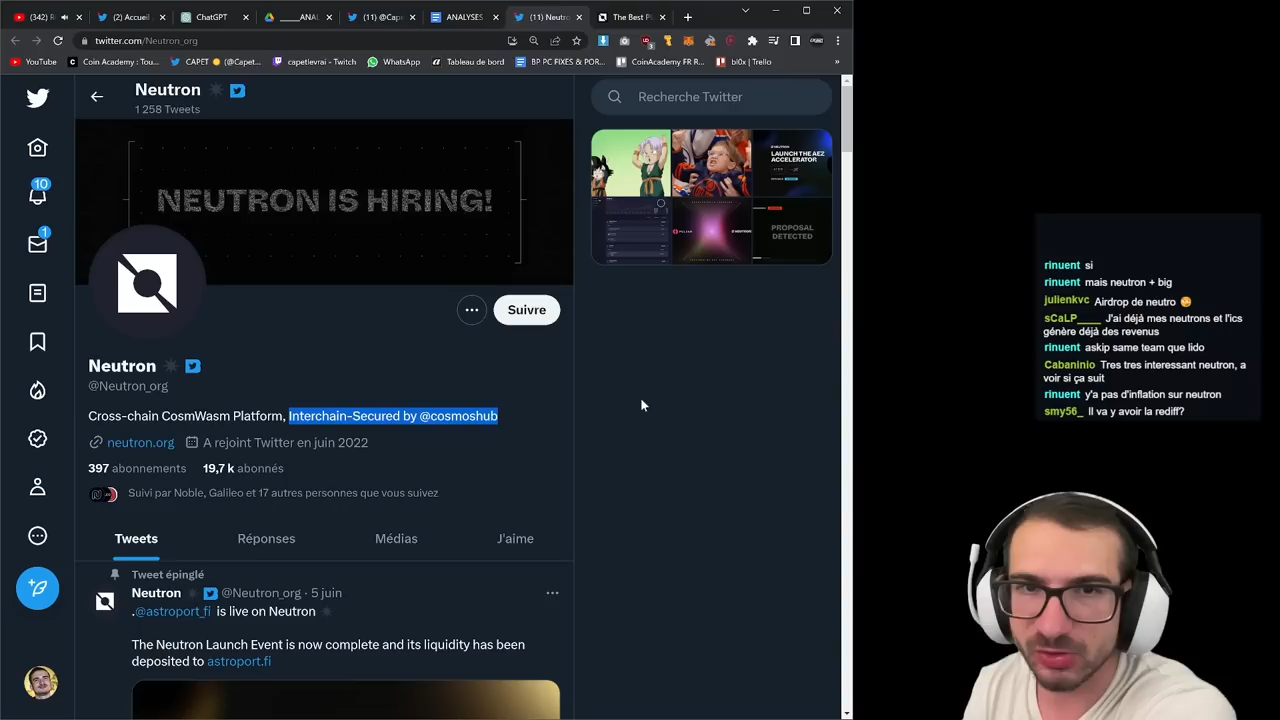 (342) R
(2) Accueil
ChatGPT
____ANAL
(11) @Cap
ANALYSES
(11) Neutro
The Best P
twitter.com/Neutron_org
YouTube
Coin Academy : Tou...
CAPET (@Capet...
capetlevrai - Twitch
WhatsApp
Tableau de bord
BP PC FIXES & POR...
CoinAcademy FR R...
bl0x | Trello
»
Neutron
1 258 Tweets
Recherche Twitter
NEUTRON IS HIRING!
NEUTRON
LAUNCH THE AEZ
ACCELERATOR
PULSAR
NEUTRON
PROPOSAL
DETECTED
10
1
Suivre
Neutron
@Neutron_org
Cross-chain CosmWasm Platform, Interchain-Secured by @cosmoshub
neutron.org A rejoint Twitter en juin 2022
397 abonnements 19,7 k abonnés
Suivi par Noble, Galileo et 17 autres personnes que vous suivez
Tweets Réponses Médias J'aime
Tweet épinglé
Neutron @Neutron_org · 5 juin
.@astroport_fi is live on Neutron
The Neutron Launch Event is now complete and its liquidity has been
deposited to astroport.fi
rinuent si
rinuent mais neutron + big
julienkvc Airdrop de neutro
sCaLP____ J'ai déjà mes neutrons et l'ics
génère déjà des revenus
rinuent askip same team que lido
Cabaninio Tres tres interessant neutron, a
voir si ça suit
rinuent y'a pas d'inflation sur neutron
smy56_ Il va y avoir la rediff?